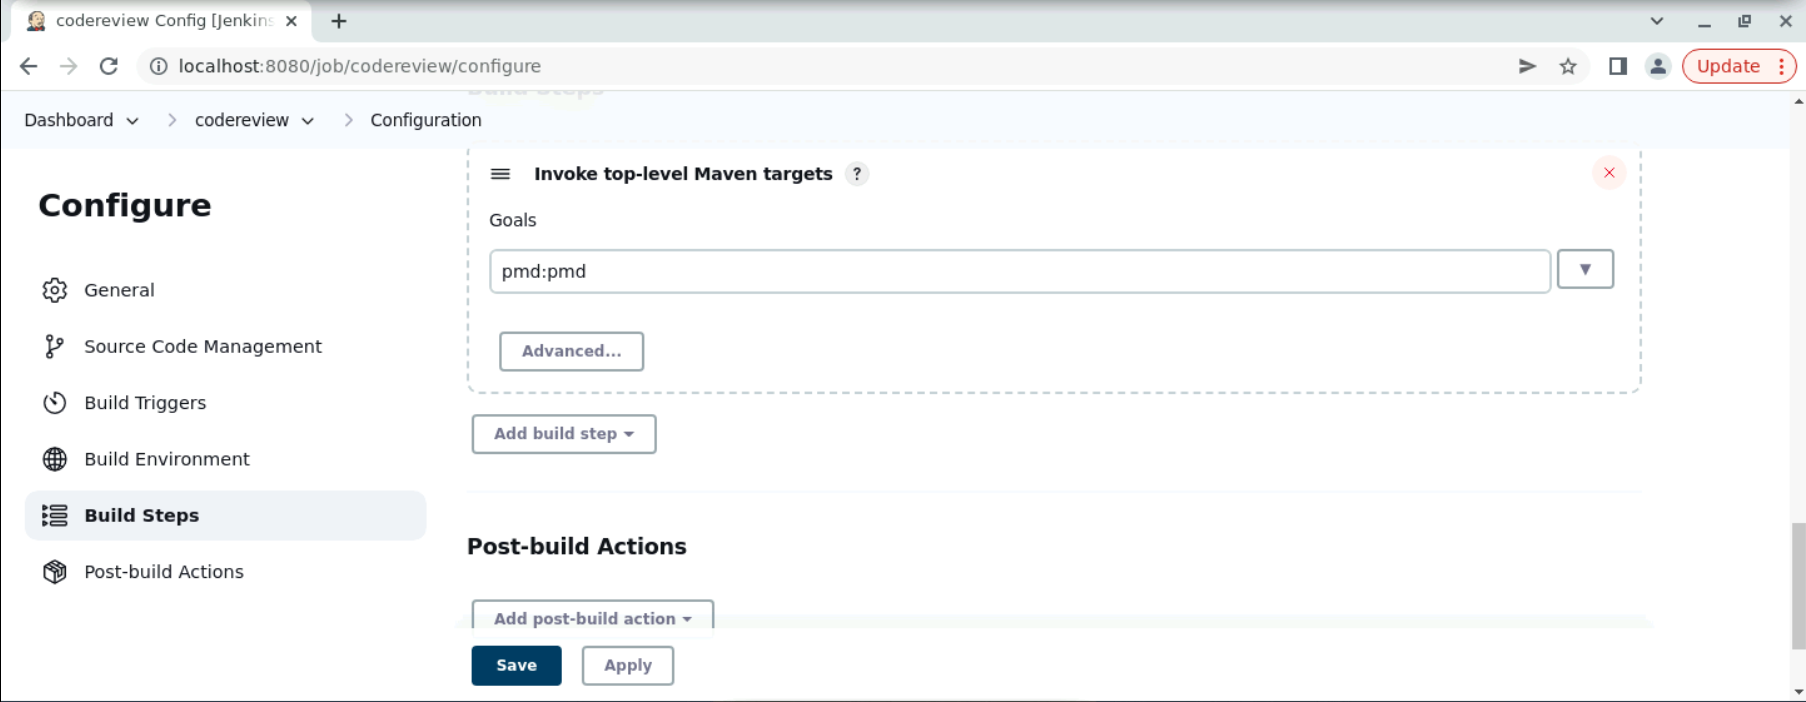 codereview Config [Jenkins
localhost:8080/job/codereview/configure
Update
Build Steps
Dashboard
codereview
Configuration
Configure
General
Source Code Management
Build Triggers
Build Environment
Build Steps
Post-build Actions
Invoke top-level Maven targets ?
Goals
pmd:pmd
Advanced...
Add build step
Post-build Actions
Add post-build action
Save
Apply